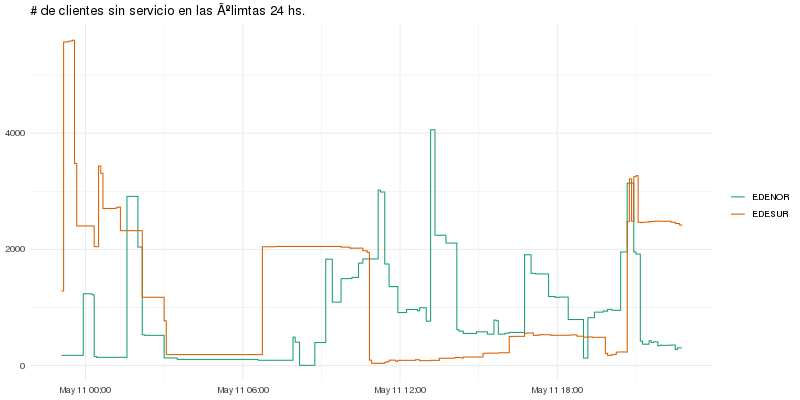 # de clientes sin servicio en las Ãºlimtas 24 hs.
4000
2000
0
May 11 00:00
May 11 06:00
May 11 12:00
May 11 18:00
EDENOR
EDESUR